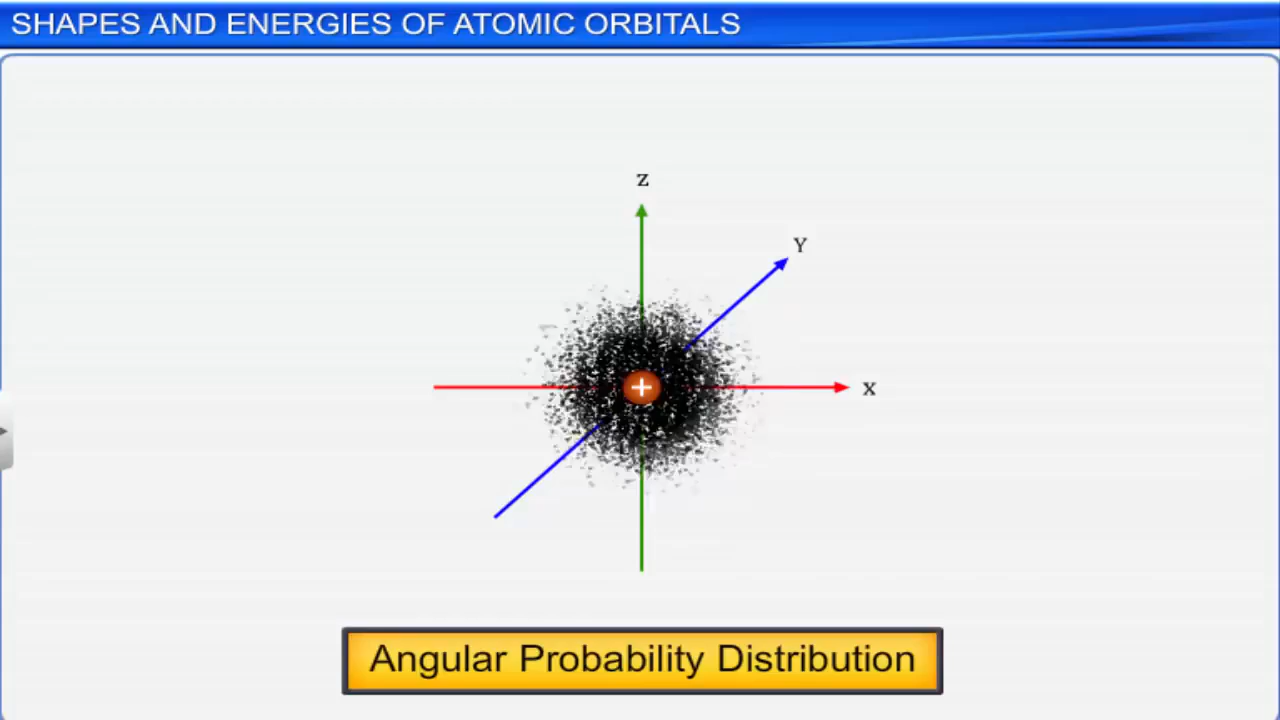 SHAPES AND ENERGIES OF ATOMIC ORBITALS
z
Y
+
x
Angular Probability Distribution